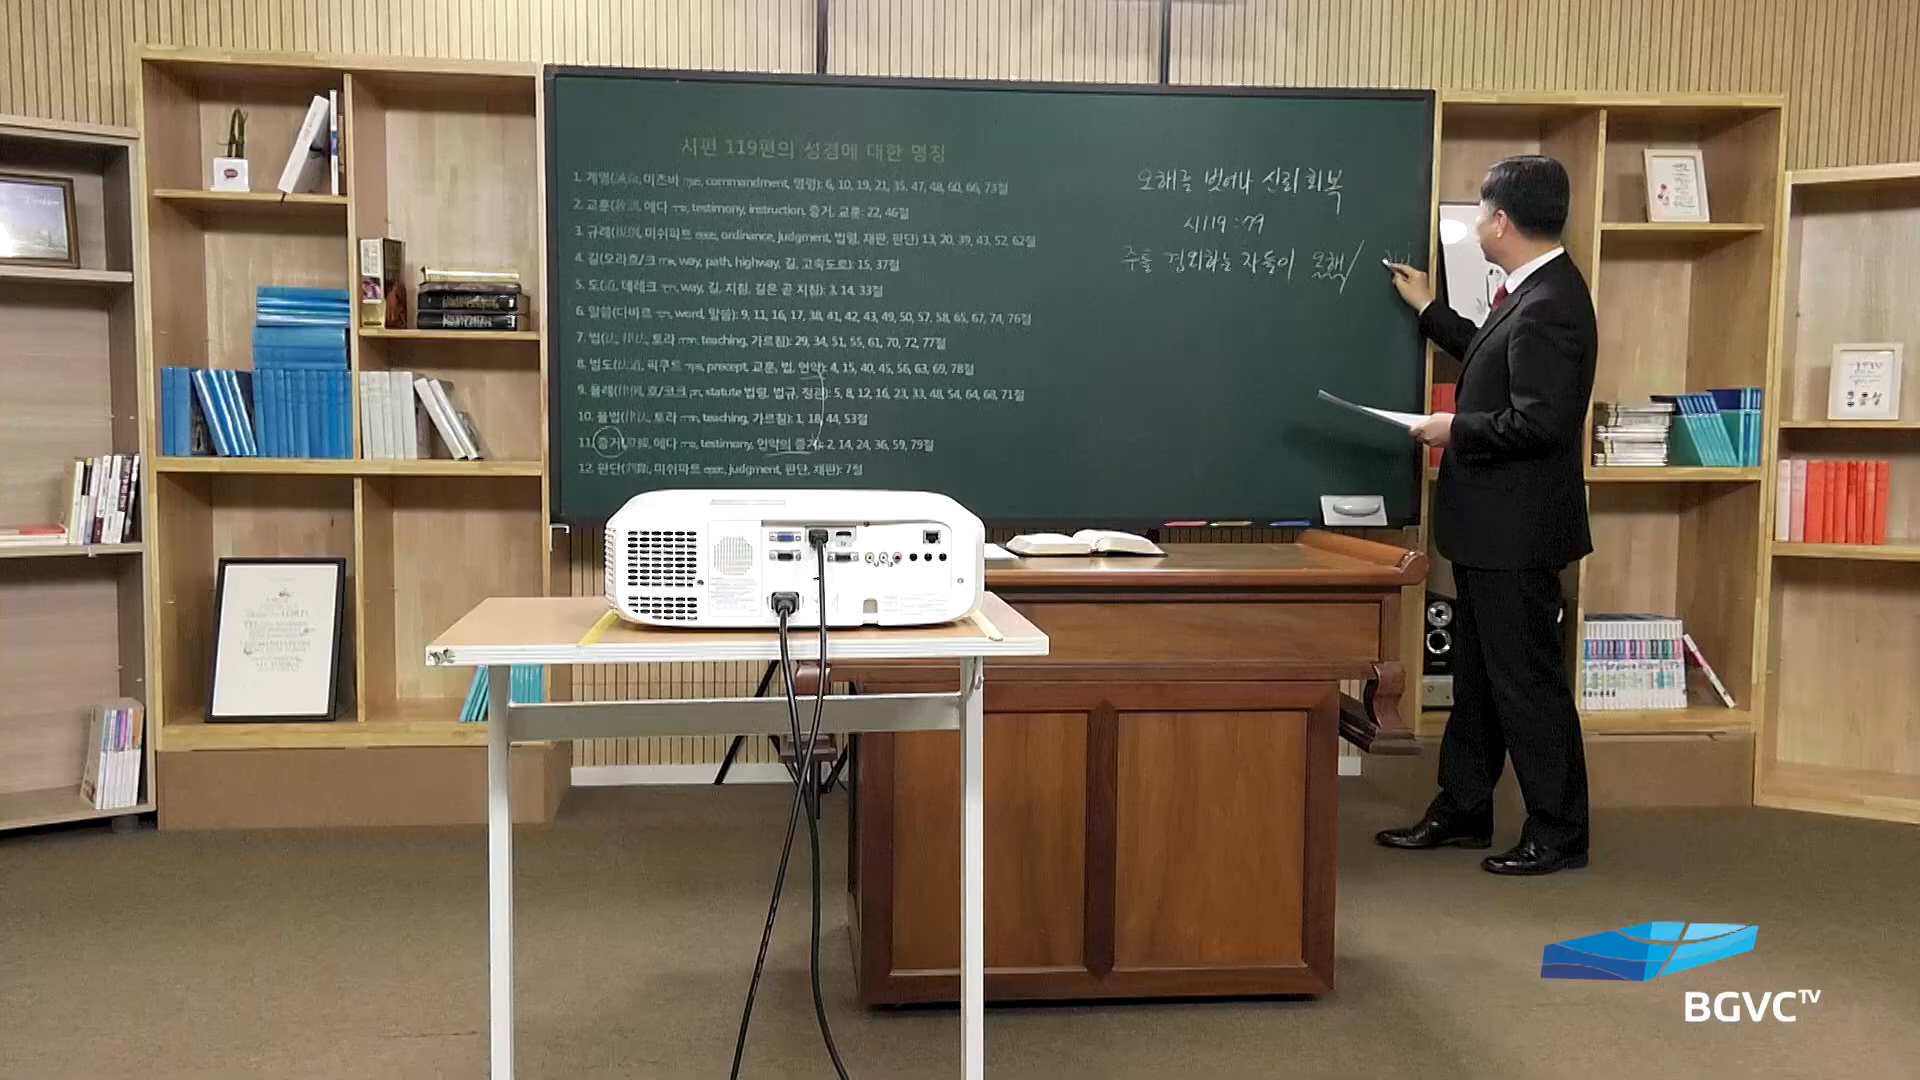 시편 119편의 성경에 대한 명칭
1. 계명( 미츠바 commandment, 명령): 6, 10, 19, 21, 35, 47, 48, 60, 66, 73절
2. 교훈( 에다 testimony, instruction, 증거, 교훈: 22, 46절
3. 규례( 미쉬파트 ordinance, judgment, 법령, 재판, 판단) 13, 20, 39, 43, 52, 62절
4. 길(오라흐/크 way, path, highway, 길, 고속도로): 15, 37절
5. 도( 데레크 way, 길, 지침, 길은 곧 지침): 3, 14, 33절
6. 말씀(다바르 word, 말씀): 9, 11, 16, 17, 38, 41, 42, 43, 49, 50, 57, 58, 65, 67, 74, 76절
7. 법( 토라 teaching, 가르침): 29, 34, 51, 55, 61, 70, 72, 77절
8. 법도( 픽쿠트 precept, 교훈, 법, 언약): 4, 15, 40, 45, 56, 63, 69, 78절
9. 율례( 호/코크 statute 법령, 법규, 정관): 5, 8, 12, 16, 23, 33, 48, 54, 64, 68, 71절
10. 율법( 토라 teaching, 가르침): 1, 18, 44, 53절
11. 증거( 에다 testimony, 언약의 증거): 2, 14, 24, 36, 59, 79절
12. 판단( 미쉬파트 judgment, 판단, 재판): 7절
오해를 벗어나 신뢰 회복
시119:79
주를 경외하는 자들이 오해/
BGVC TV